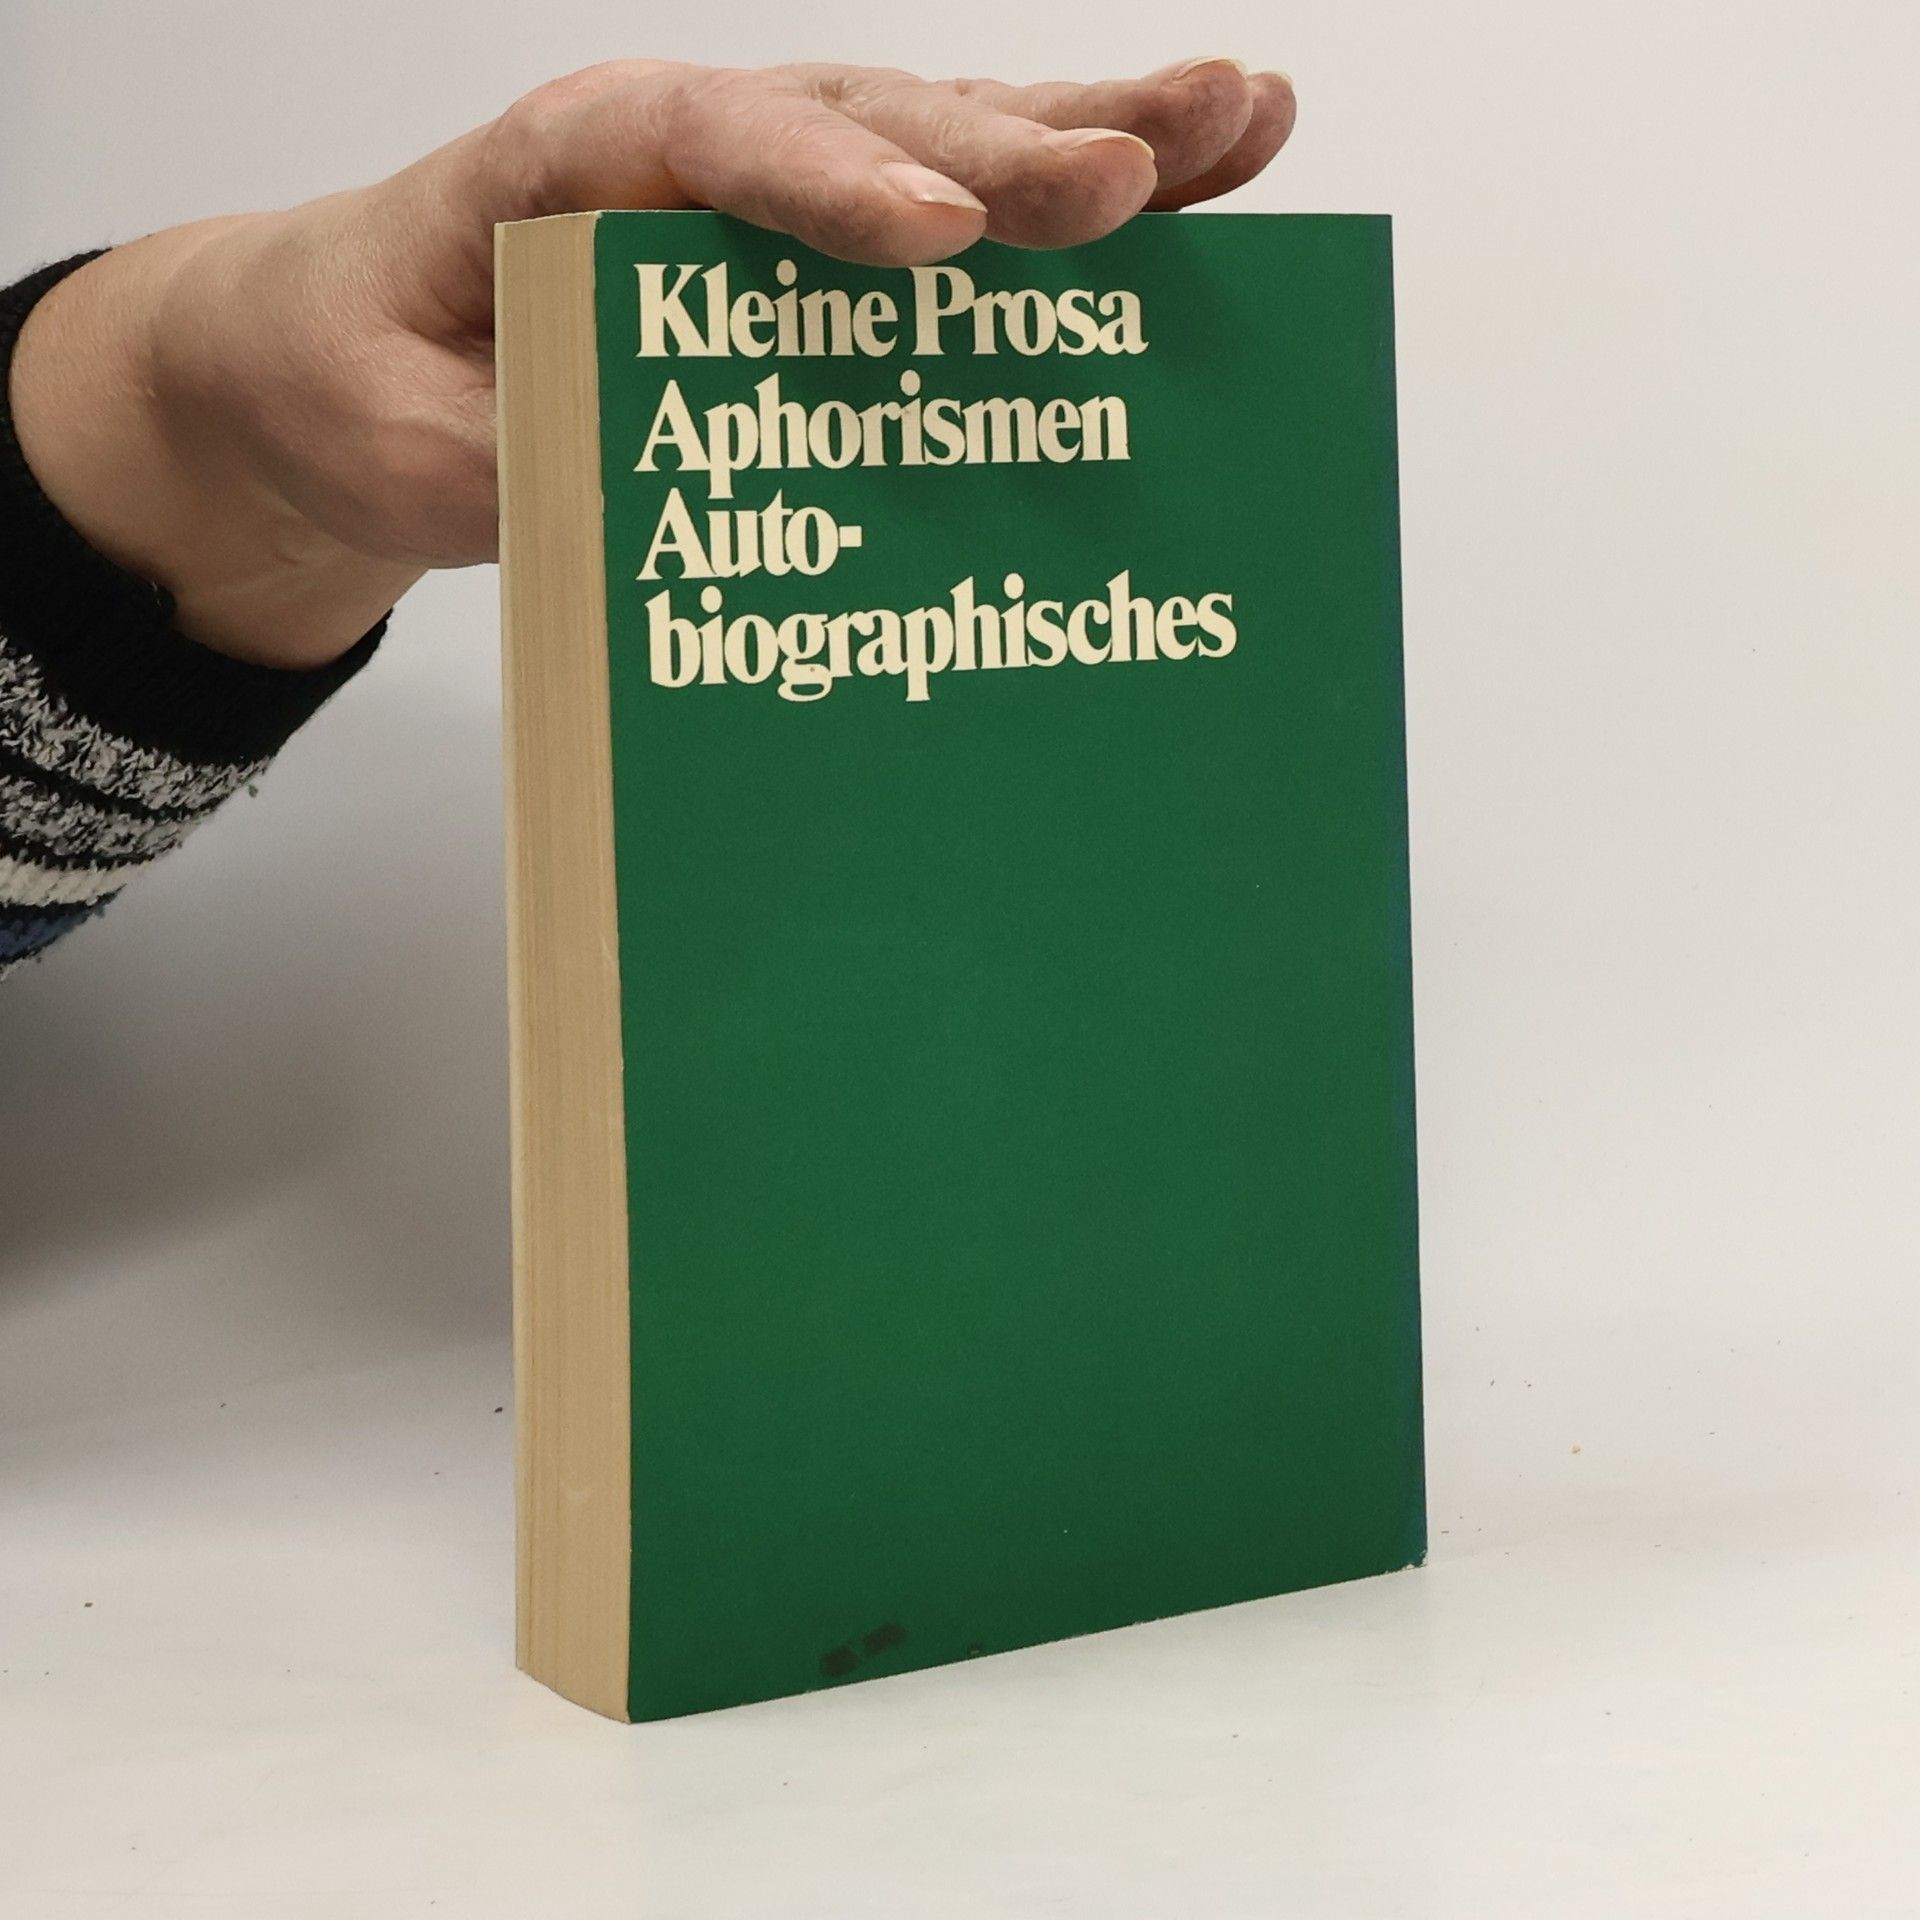 Kleine Prosa
Aphorismen
Auto-
biographisches